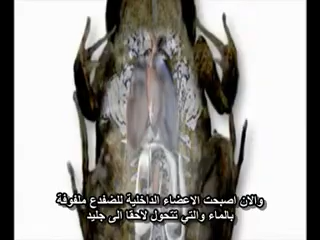 والان اصبحت الاعضاء الداخلية للضفدع ملفوفة
بالماء والتي تتحول لاحقا الى جليد